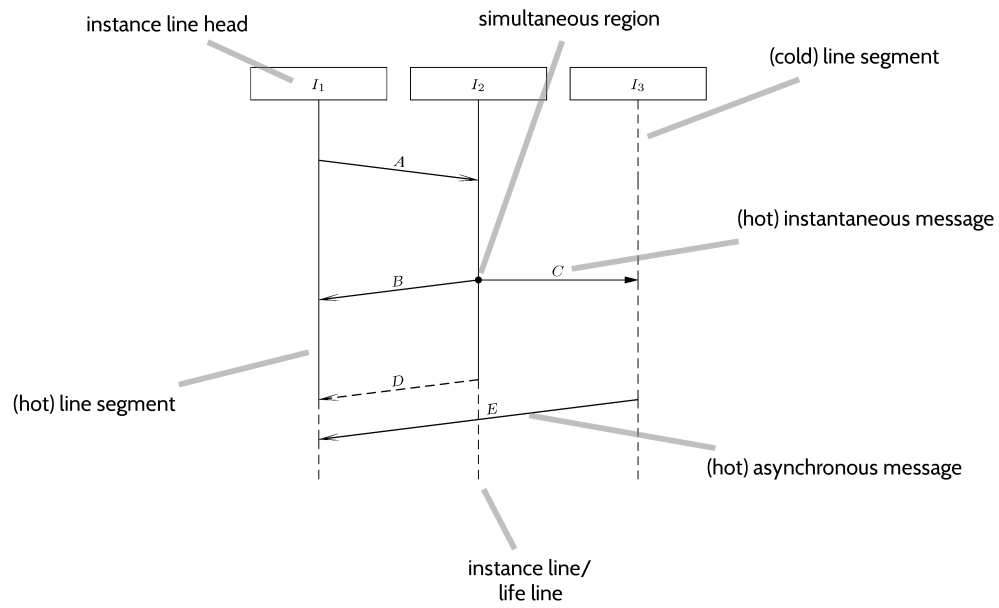 simultaneous region
instance line head
(cold) line segment
I₁
I₂
I₃
A
(hot) instantaneous message
C
B
D
(hot) line segment
E
(hot) asynchronous message
instance line/
life line